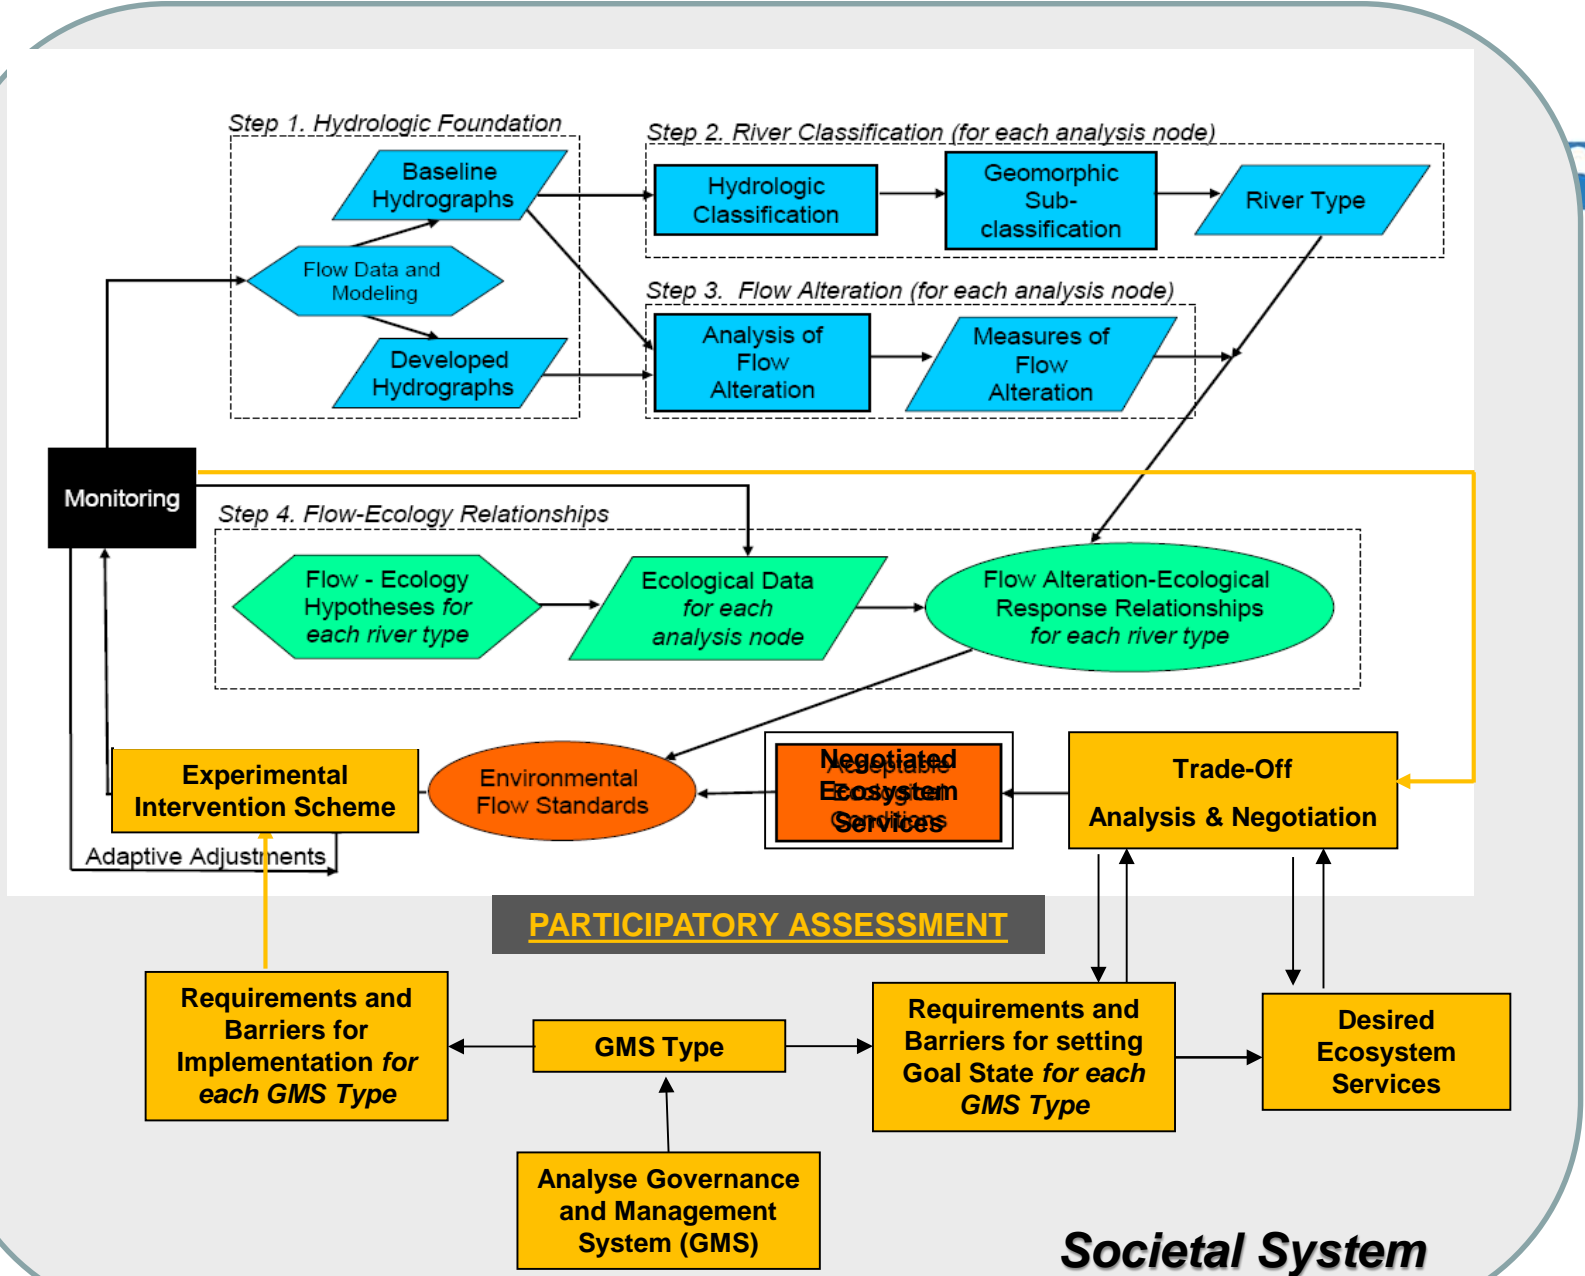 Step 1. Hydrologic Foundation
Step 2. River Classification (for each analysis node)
Baseline
Hydrographs
Hydrologic
Classification
Geomorphic
Sub-
classification
River Type
Flow Data and
Modeling
Step 3. Flow Alteration (for each analysis node)
Developed
Hydrographs
Analysis of
Flow
Alteration
Measures of
Flow
Alteration
Monitoring
Step 4. Flow-Ecology Relationships
Flow - Ecology
Hypotheses for
each river type
Ecological Data
for each
analysis node
Flow Alteration-Ecological
Response Relationships
for each river type
Experimental
Intervention Scheme
Environmental
Flow Standards
Negotiated
Ecosystem
Services
Acceptable
Ecological
Conditions
Trade-Off
Analysis & Negotiation
Adaptive Adjustments
PARTICIPATORY ASSESSMENT
Requirements and
Barriers for
Implementation for
each GMS Type
GMS Type
Requirements and
Barriers for setting
Goal State for each
GMS Type
Desired
Ecosystem
Services
Analyse Governance
and Management
System (GMS)
Societal System